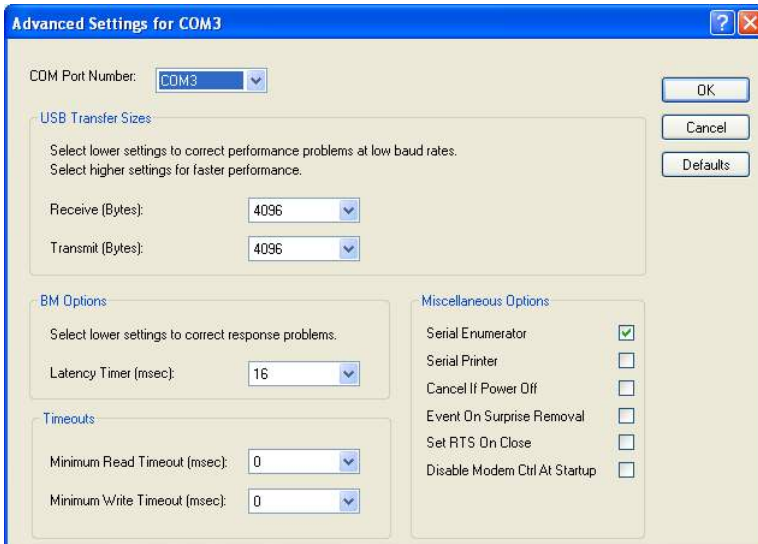 Advanced Settings for COM3
COM Port Number: COM3
OK
Cancel
Defaults
USB Transfer Sizes
Select lower settings to correct performance problems at low baud rates.
Select higher settings for faster performance.
Receive (Bytes): 4096
Transmit (Bytes): 4096
BM Options
Select lower settings to correct response problems.
Latency Timer (msec): 16
Timeouts
Minimum Read Timeout (msec): 0
Minimum Write Timeout (msec): 0
Miscellaneous Options
Serial Enumerator
Serial Printer
Cancel If Power Off
Event On Surprise Removal
Set RTS On Close
Disable Modem Ctrl At Startup